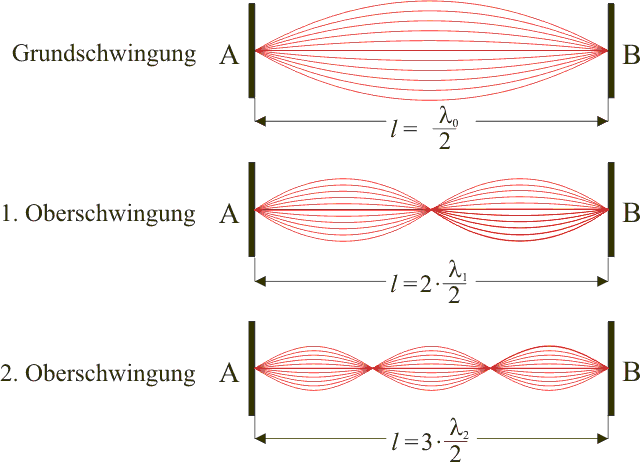 Grundschwingung A B
l = λ₀/2
1. Oberschwingung A B
l = 2 · λ₁/2
2. Oberschwingung A B
l = 3 · λ₂/2